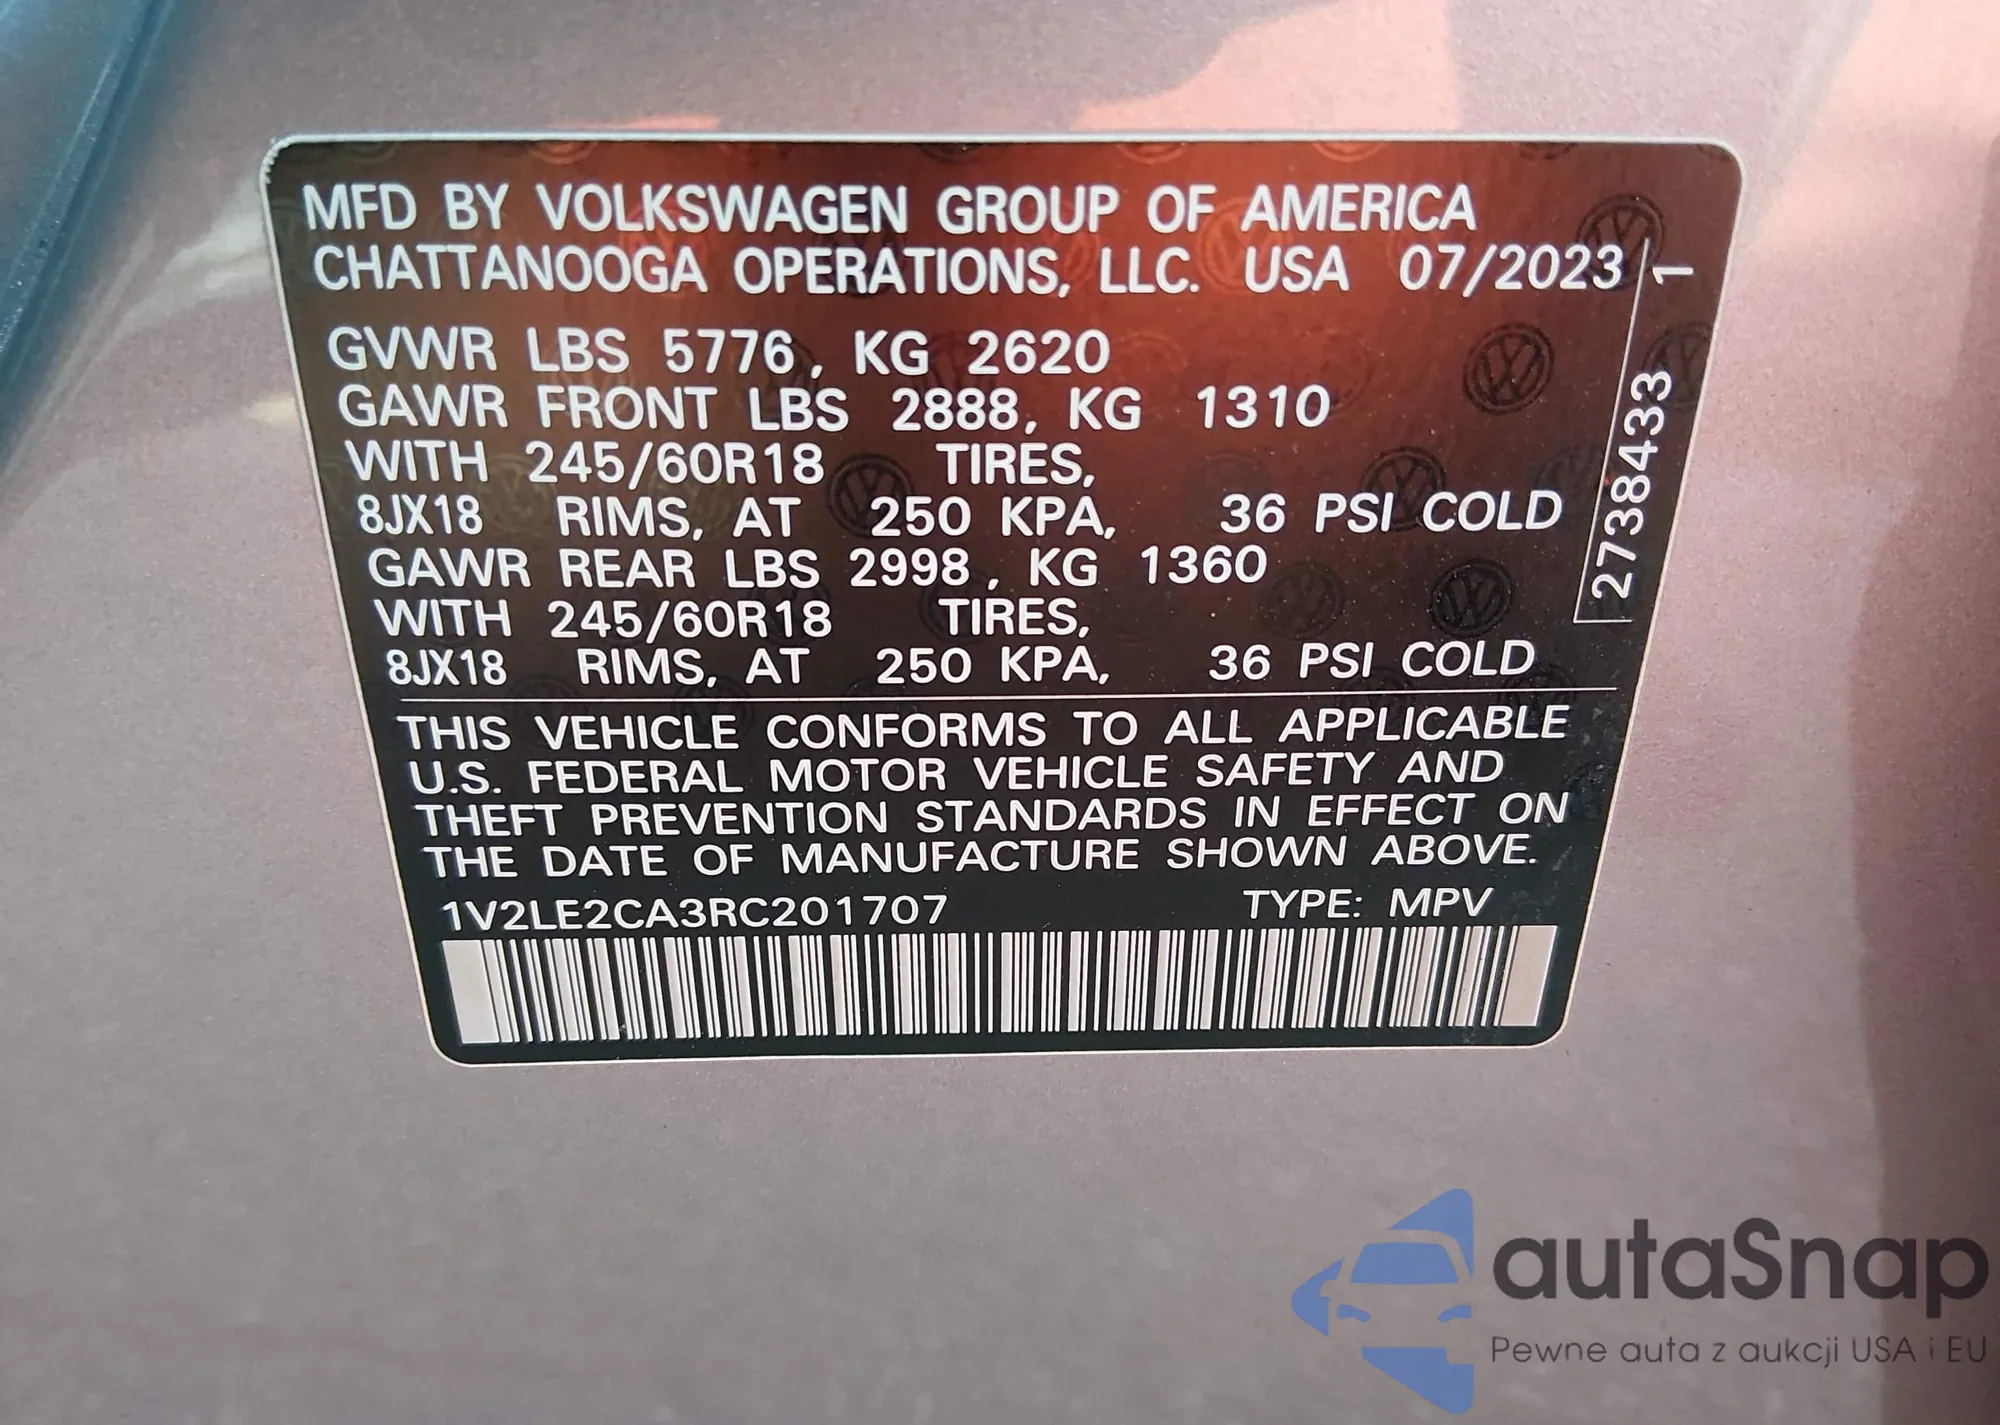 MFD BY VOLKSWAGEN GROUP OF AMERICA
CHATTANOOGA OPERATIONS, LLC. USA 07/2023
GVWR LBS 5776, KG 2620
GAWR FRONT LBS 2888, KG 1310
WITH 245/60R18 TIRES,
8JX18 RIMS, AT 250 KPA, 36 PSI COLD
GAWR REAR LBS 2998, KG 1360
WITH 245/60R18 TIRES,
8JX18 RIMS, AT 250 KPA, 36 PSI COLD
2738433 1
THIS VEHICLE CONFORMS TO ALL APPLICABLE
U.S. FEDERAL MOTOR VEHICLE SAFETY AND
THEFT PREVENTION STANDARDS IN EFFECT ON
THE DATE OF MANUFACTURE SHOWN ABOVE.
1V2LE2CA3RC201707 TYPE: MPV
autaSnap
Pewne auta z aukcji USA i EU